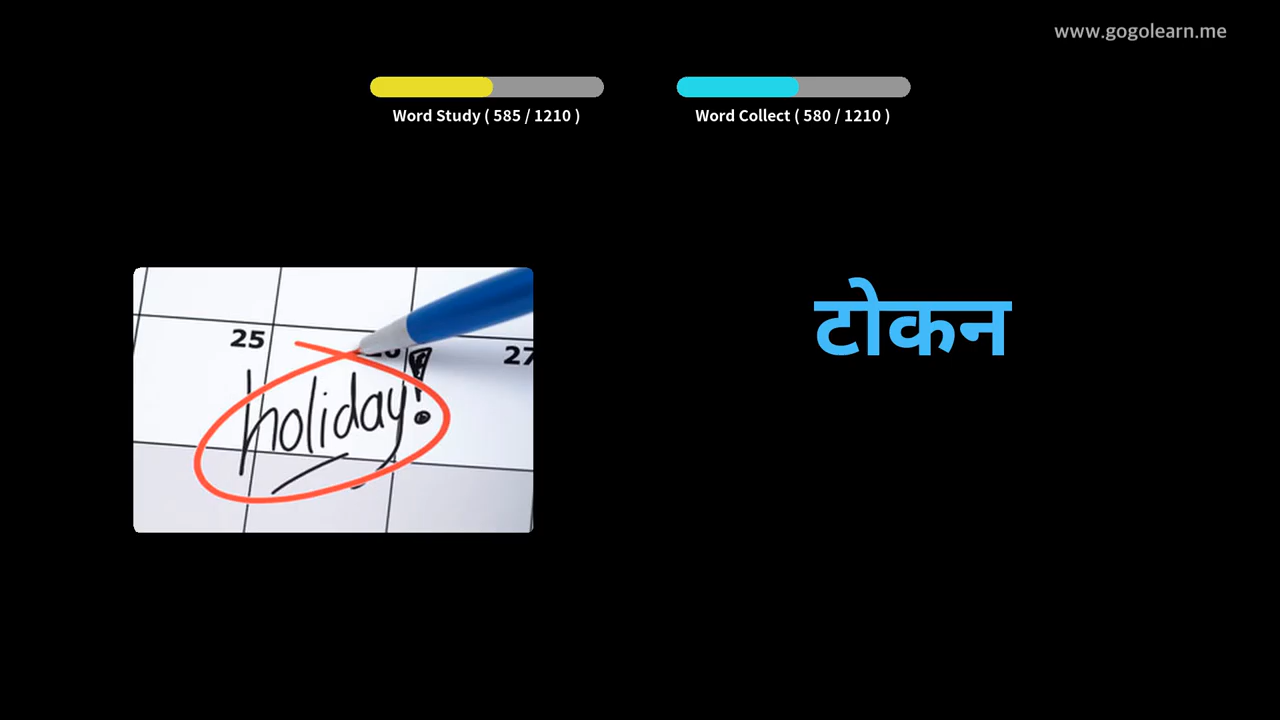 www.gogolearn.me
Word Study ( 585 / 1210 )
Word Collect ( 580 / 1210 )
टोकन
25
27
holiday!